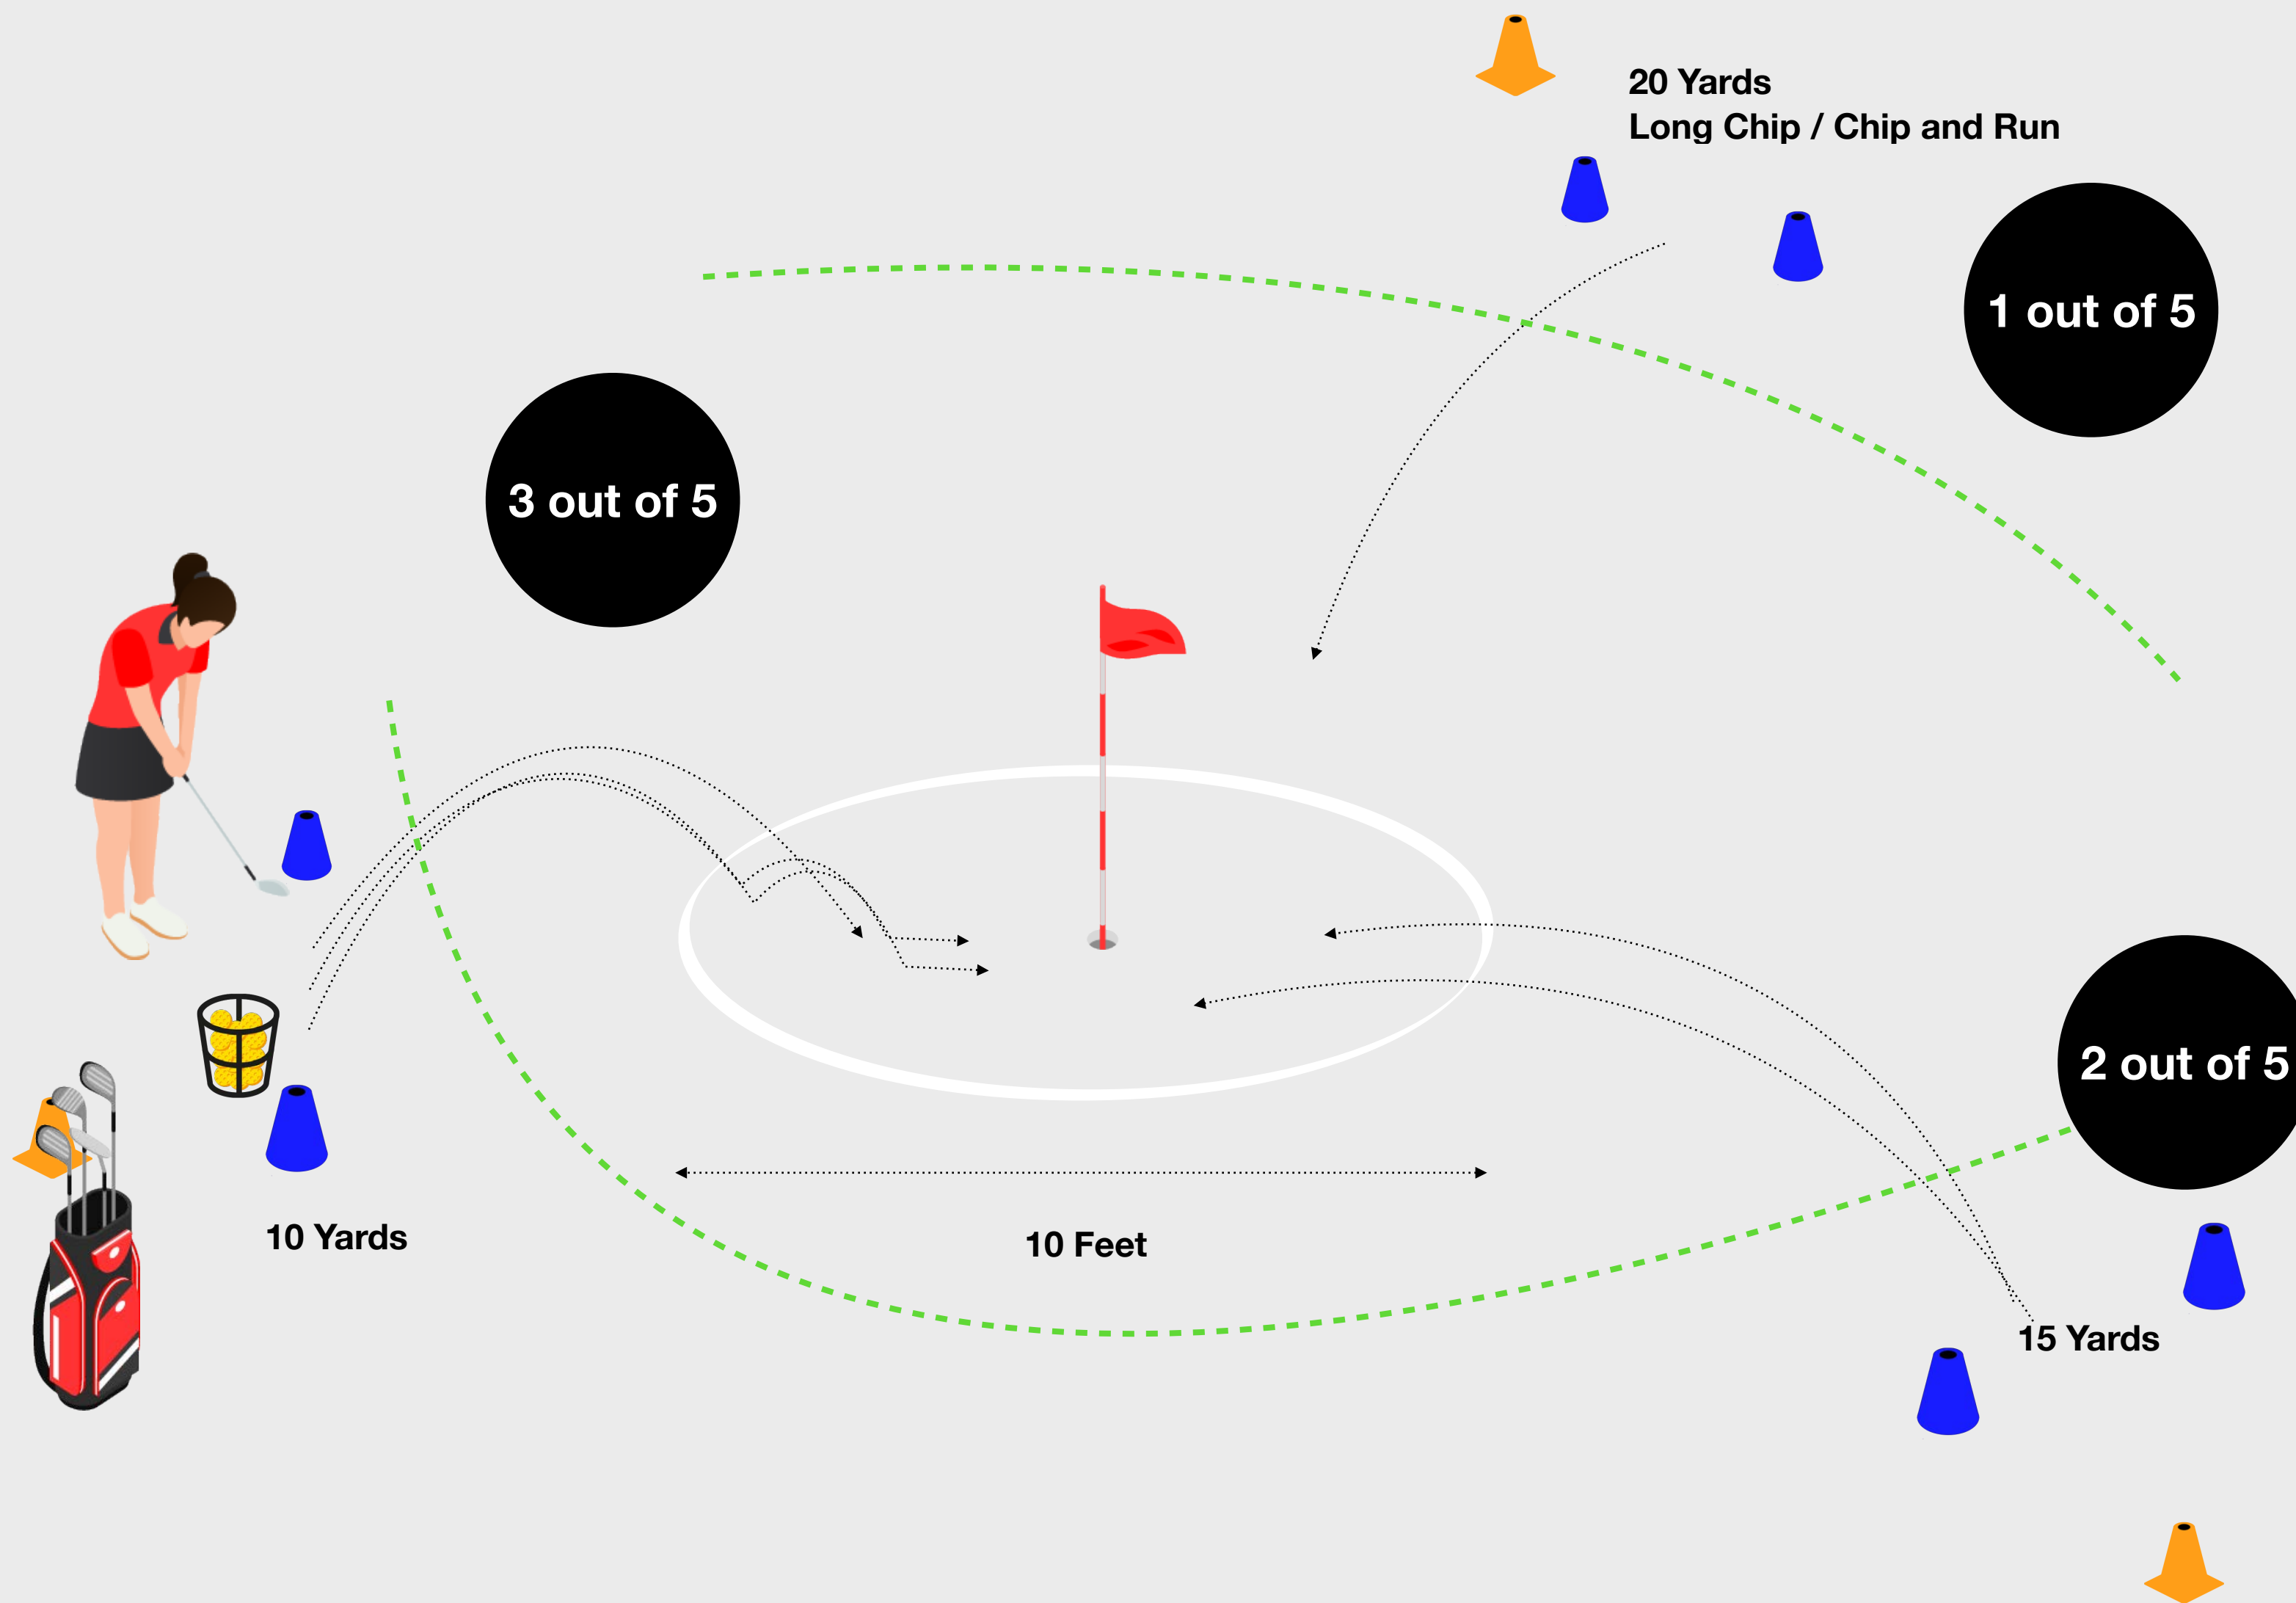 20 Yards
Long Chip / Chip and Run
1 out of 5
3 out of 5
2 out of 5
10 Yards
10 Feet
15 Yards